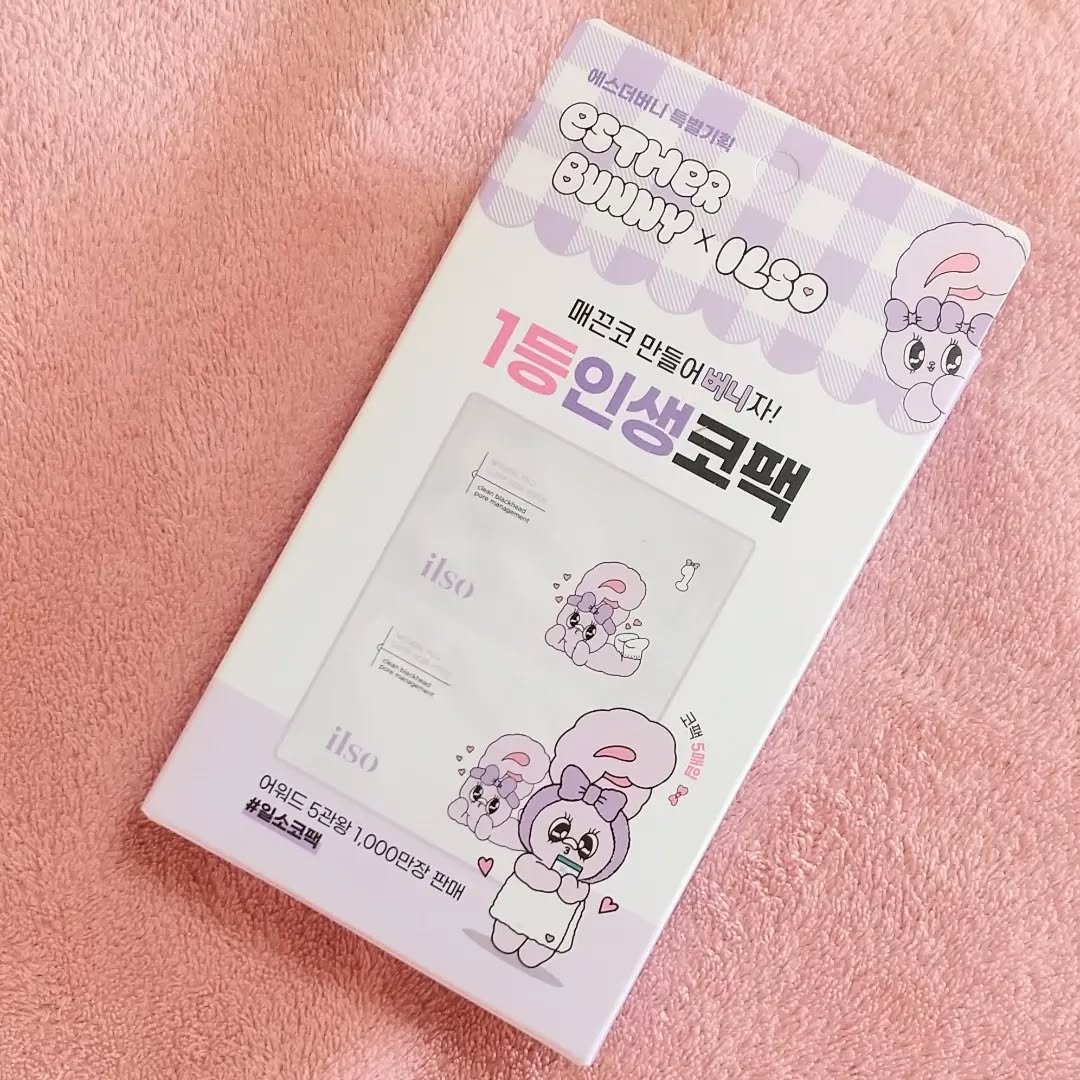 에스더버니 특별기획
esTHeR
BUNNY × ILSO
매끈코 만들어버니자!
1등인생코팩
clean blackhead
pore management
ilso
clean blackhead
pore management
ilso
코팩 5매입
어워드 5관왕 1,000만장 판매
#일소코팩